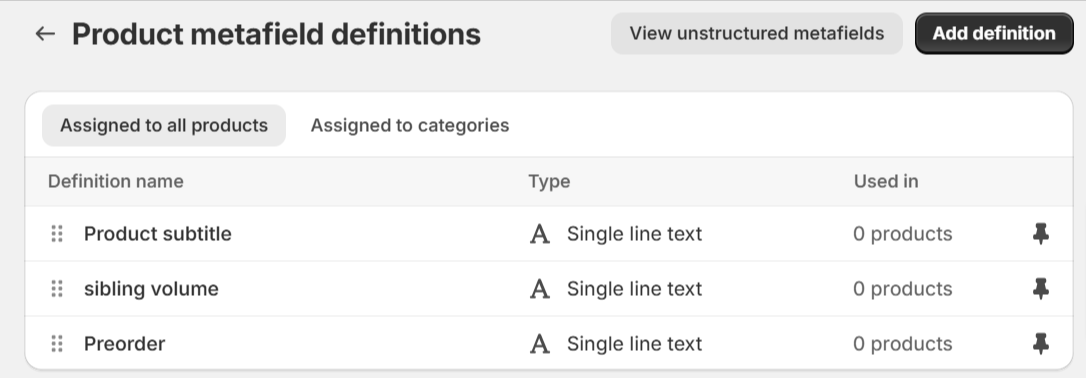 Product metafield definitions
View unstructured metafields
Add definition
Assigned to all products
Assigned to categories
Definition name Type Used in
Product subtitle A Single line text 0 products
sibling volume A Single line text 0 products
Preorder A Single line text 0 products